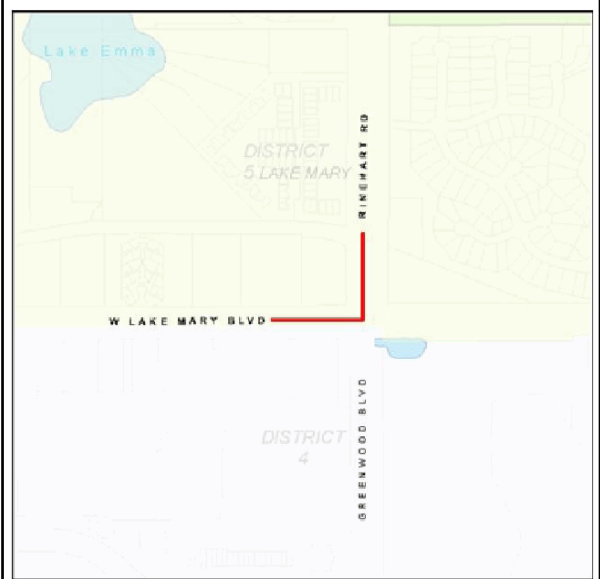 Lake Emma
RINEHART RD
DISTRICT
5 LAKE MARY
W LAKE MARY BLVD
GREENWOOD BLVD
DISTRICT
4